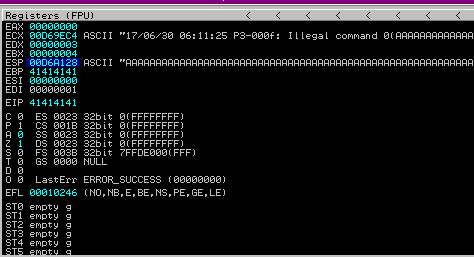 Registers (FPU) < < < < < <
EAX 00000000
ECX 00D69EC4 ASCII "17/06/30 06:11:25 P3-000f: Illegal command 0(AAAAAAAAAAAAA
EDX 00000003
EBX 00000004
ESP 00D6A128 ASCII "AAAAAAAAAAAAAAAAAAAAAAAAAAAAAAAAAAAAAAAAAAAAAAAAAA
EBP 41414141
ESI 00000000
EDI 00000001
EIP 41414141
C 0 ES 0023 32bit 0(FFFFFFFF)
P 1 CS 001B 32bit 0(FFFFFFFF)
A 0 SS 0023 32bit 0(FFFFFFFF)
Z 1 DS 0023 32bit 0(FFFFFFFF)
S 0 FS 003B 32bit 7FFDE000(FFF)
T 0 GS 0000 NULL
D 0
O 0 LastErr ERROR_SUCCESS (00000000)
EFL 00010246 (NO,NB,E,BE,NS,PE,GE,LE)
ST0 empty g
ST1 empty g
ST2 empty g
ST3 empty g
ST4 empty g
ST5 empty g